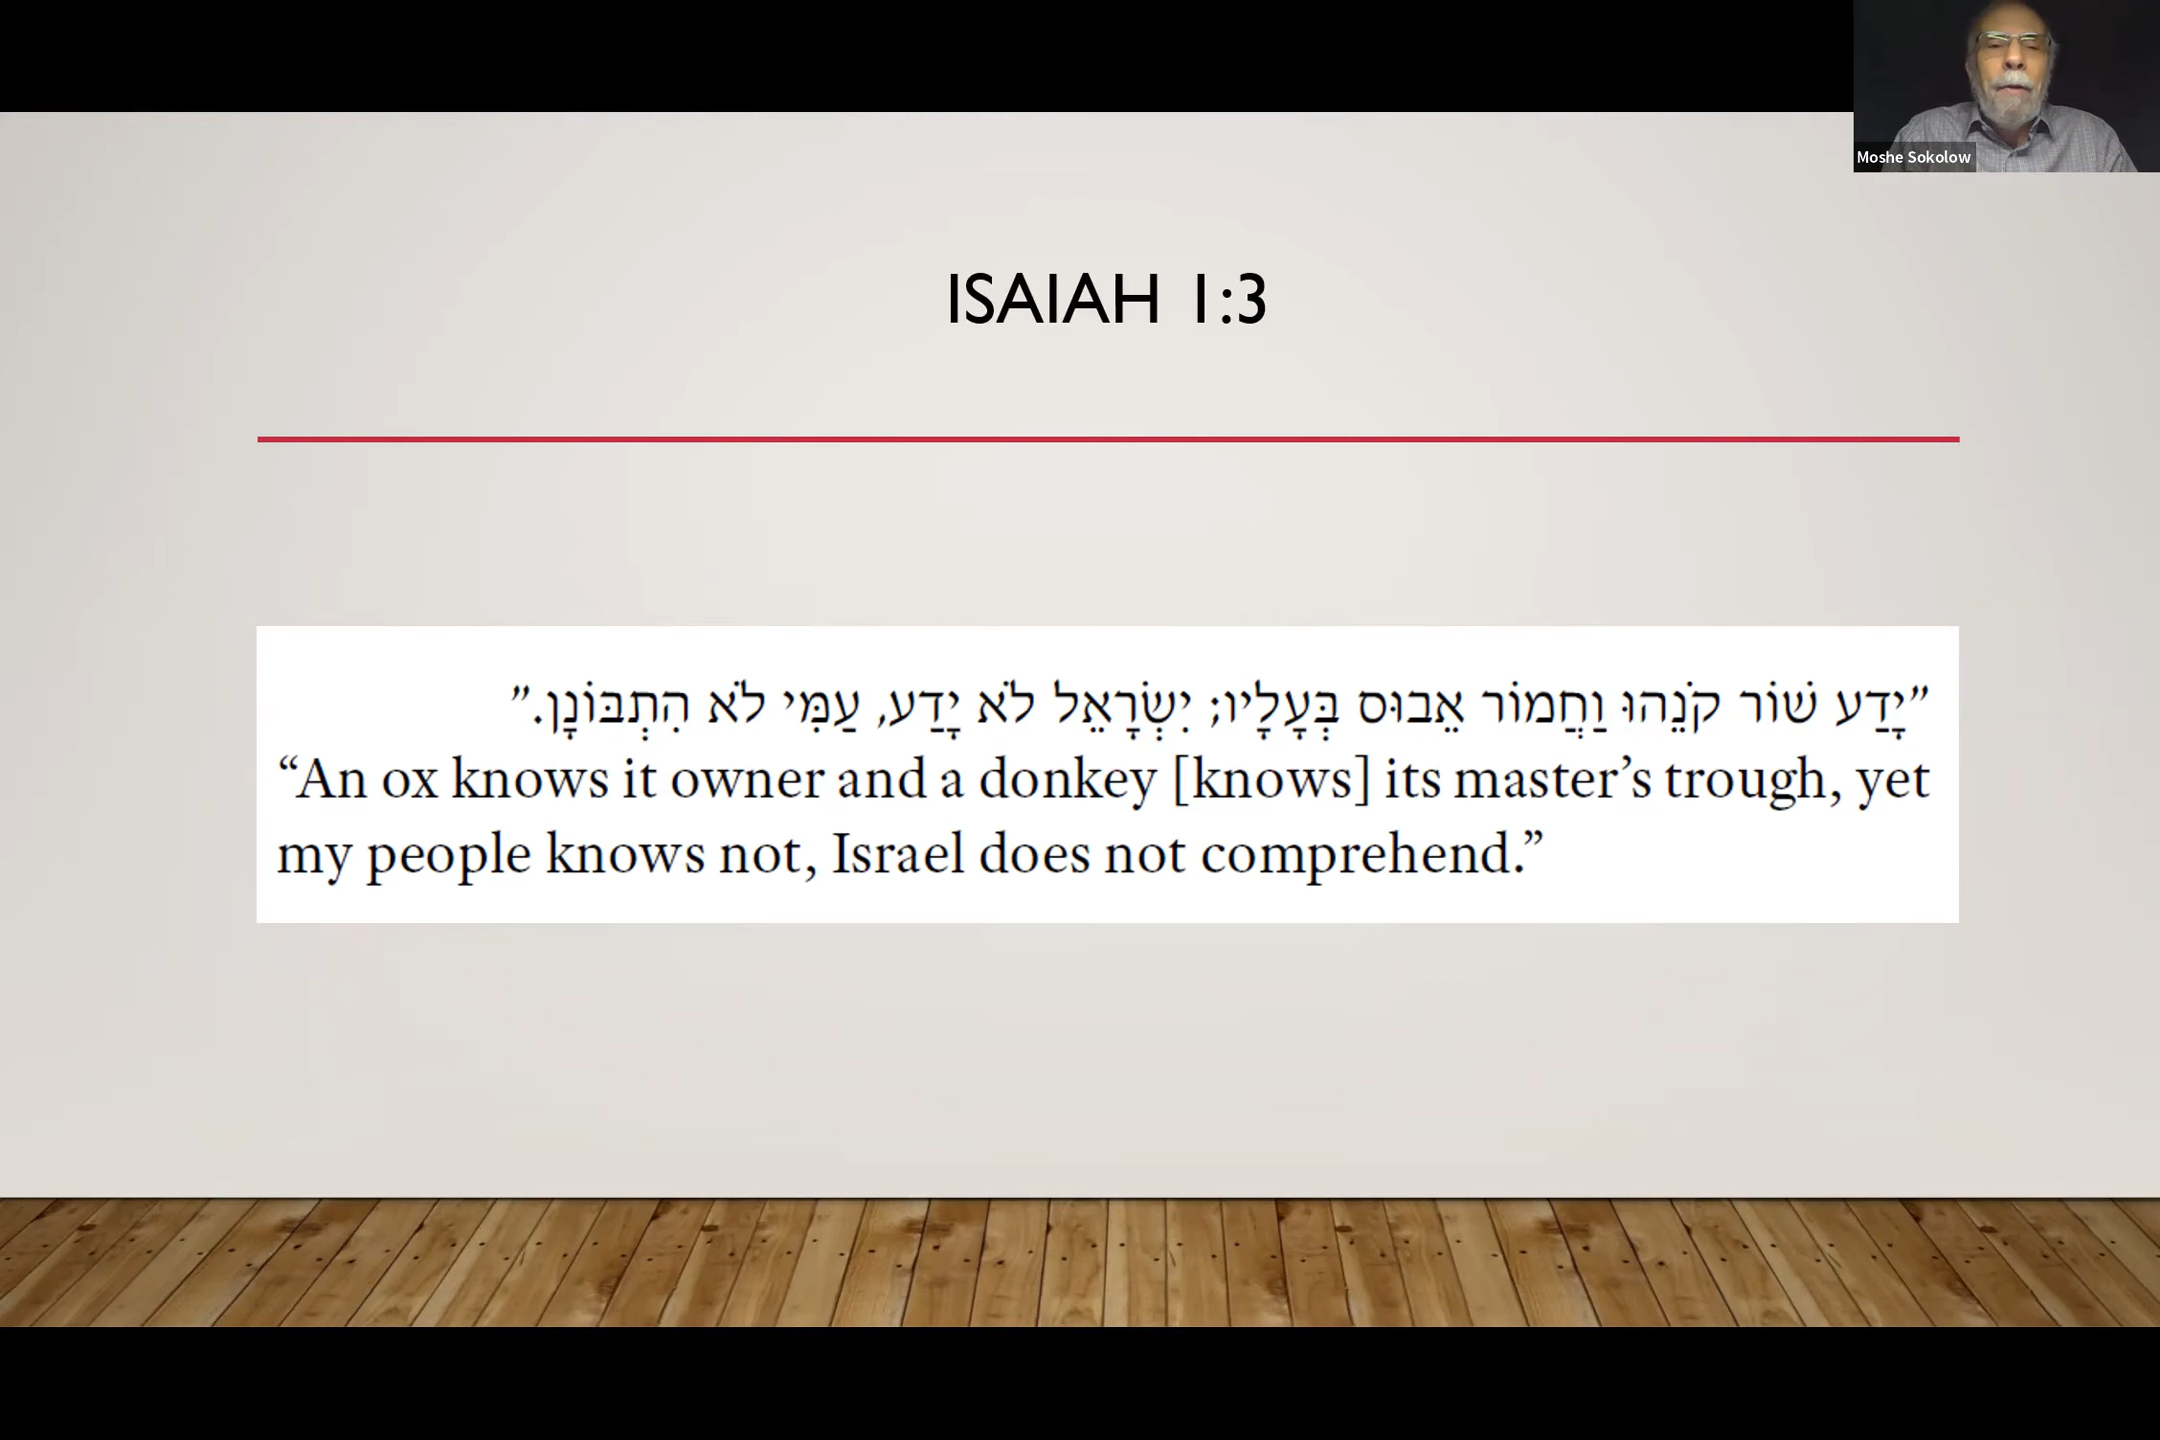 Moshe Sokolow
ISAIAH 1:3
״יָדַע שׁוֹר קֹנֵהוּ וַחֲמוֹר אֵבוּס בְּעָלָיו; יִשְׂרָאֵל לֹא יָדַע, עַמִּי לֹא הִתְבּוֹנָן.״
“An ox knows it owner and a donkey [knows] its master’s trough, yet
my people knows not, Israel does not comprehend.”